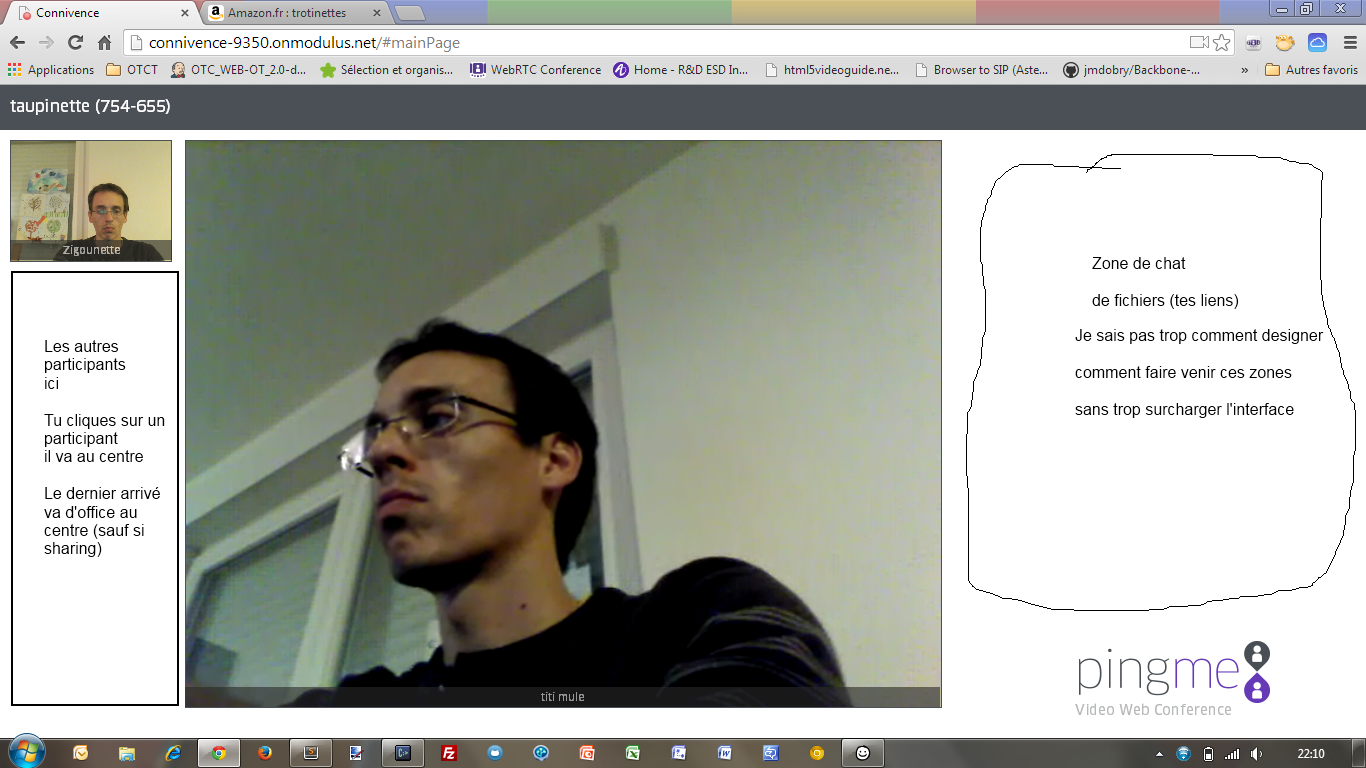 Connivence
Amazon.fr : trotinettes
connivence-9350.onmodulus.net/#mainPage
Applications
OTCT
OTC_WEB-OT_2.0-d...
Sélection et organis...
WebRTC Conference
Home - R&D ESD In...
html5videoguide.ne...
Browser to SIP (Aste...
jmdobry/Backbone-...
»
Autres favoris
taupinette (754-655)
Zigounette
Les autres
participants
ici
Tu cliques sur un
participant
il va au centre
Le dernier arrivé
va d'office au
centre (sauf si
sharing)
titi mule
Zone de chat
de fichiers (tes liens)
Je sais pas trop comment designer
comment faire venir ces zones
sans trop surcharger l'interface
pingme
Video Web Conference
22:10